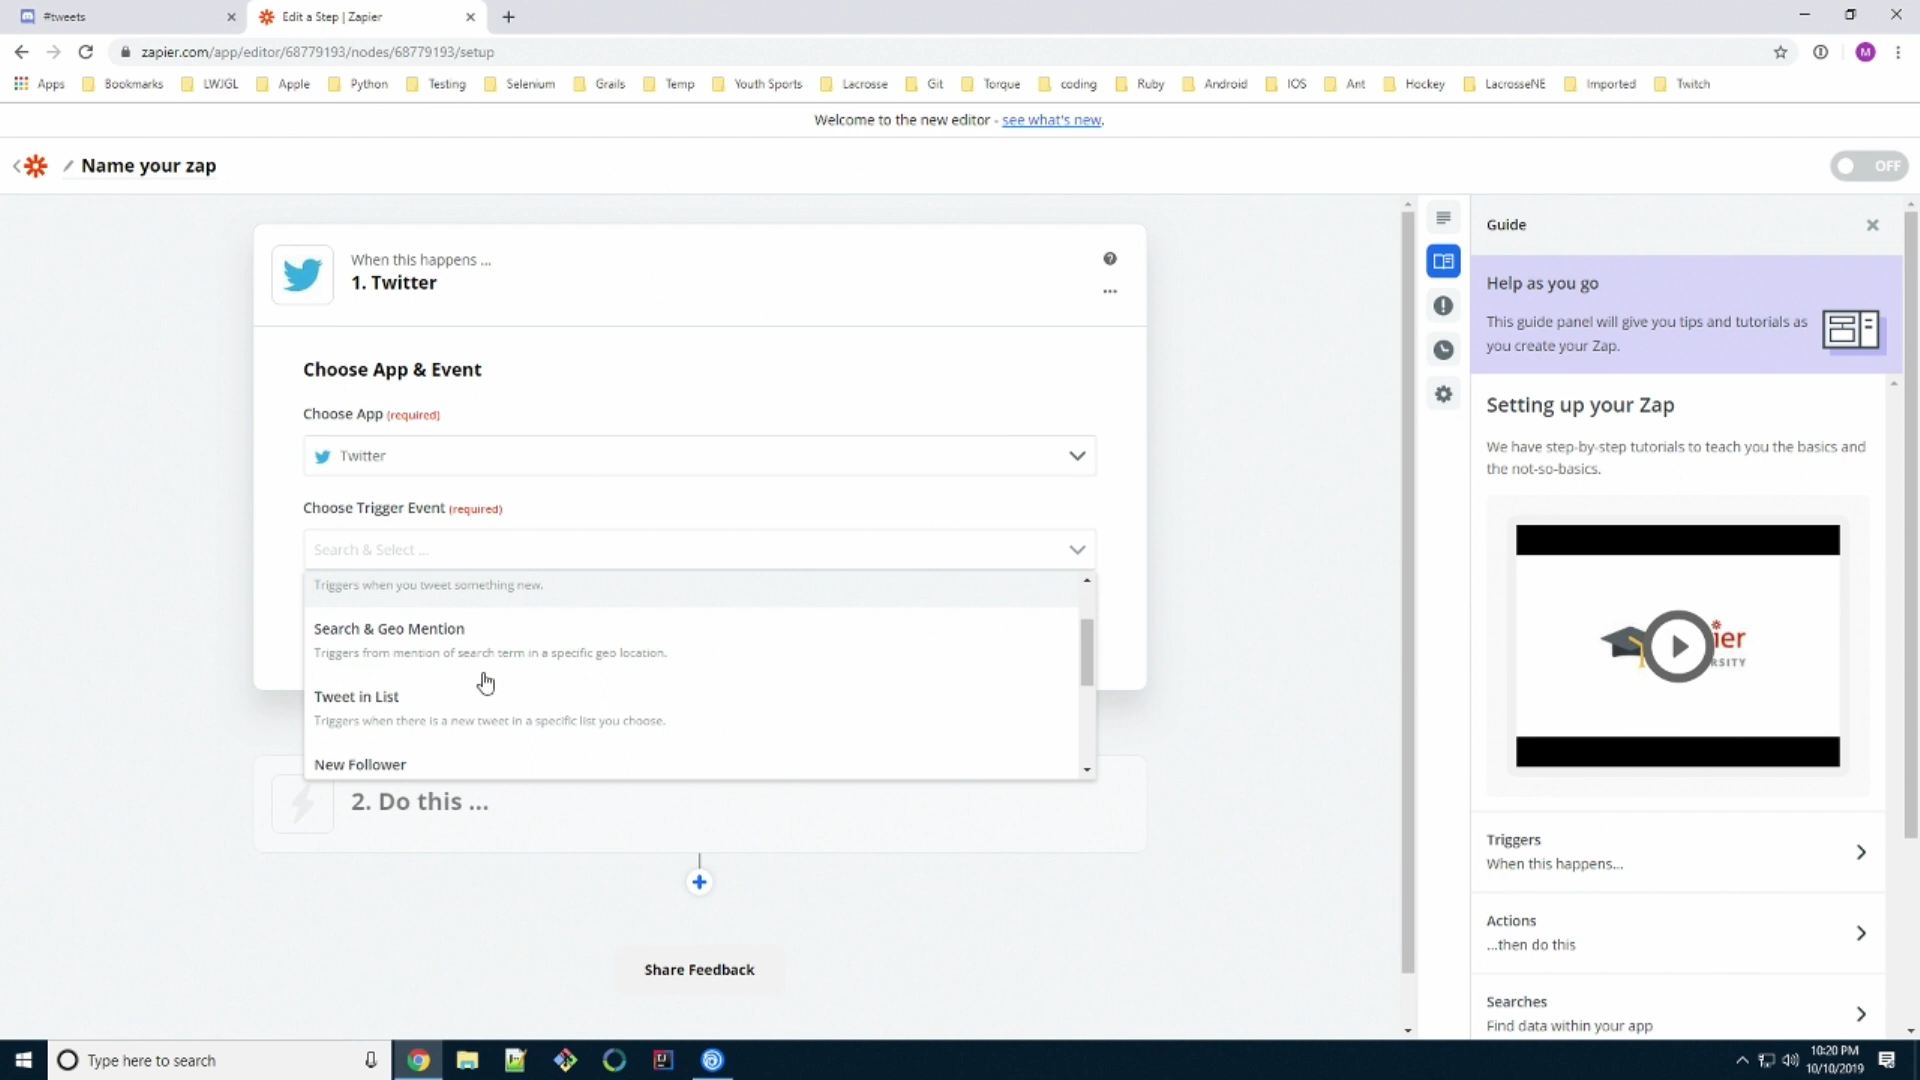 #tweets
Edit a Step | Zapier
zapier.com/app/editor/68779193/nodes/68779193/setup
M
Apps
Bookmarks
LWJGL
Apple
Python
Testing
Selenium
Grails
Temp
Youth Sports
Lacrosse
Git
Torque
coding
Ruby
Android
IOS
Ant
Hockey
LacrosseNE
Imported
Twitch
Welcome to the new editor - see what's new.
Name your zap
OFF
When this happens ...
1. Twitter
Choose App & Event
Choose App (required)
Twitter
Choose Trigger Event (required)
Search & Select ...
Triggers when you tweet something new.
Search & Geo Mention
Triggers from mention of search term in a specific geo location.
Tweet in List
Triggers when there is a new tweet in a specific list you choose.
New Follower
2. Do this ...
Share Feedback
Guide
Help as you go
This guide panel will give you tips and tutorials as
you create your Zap.
Setting up your Zap
We have step-by-step tutorials to teach you the basics and
the not-so-basics.
ier
RSITY
Triggers
When this happens...
Actions
...then do this
Searches
Find data within your app
Type here to search
10:20 PM
10/10/2019